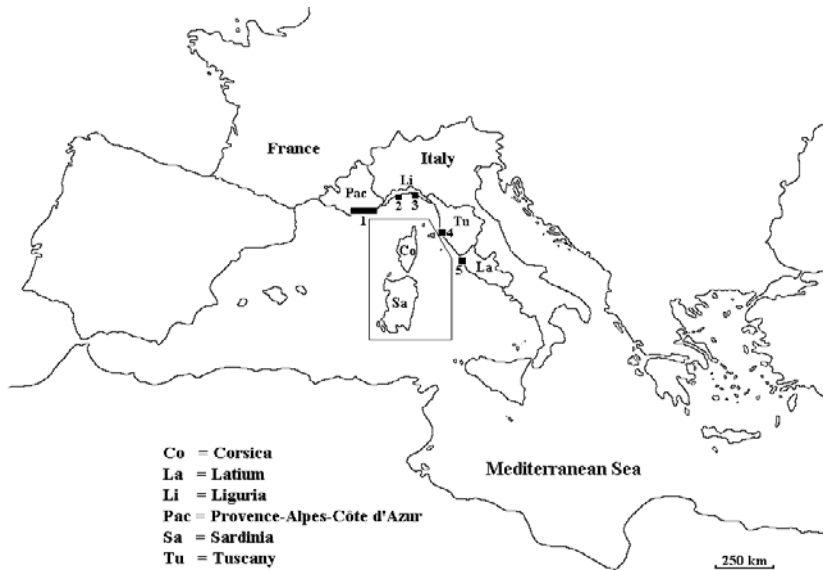 France
Italy
Li
Pac
2 3
Tu
1
4
Co
5 La
Sa
Co = Corsica
La = Latium
Li = Liguria
Pac = Provence-Alpes-Côte d'Azur
Sa = Sardinia
Tu = Tuscany
Mediterranean Sea
250 km